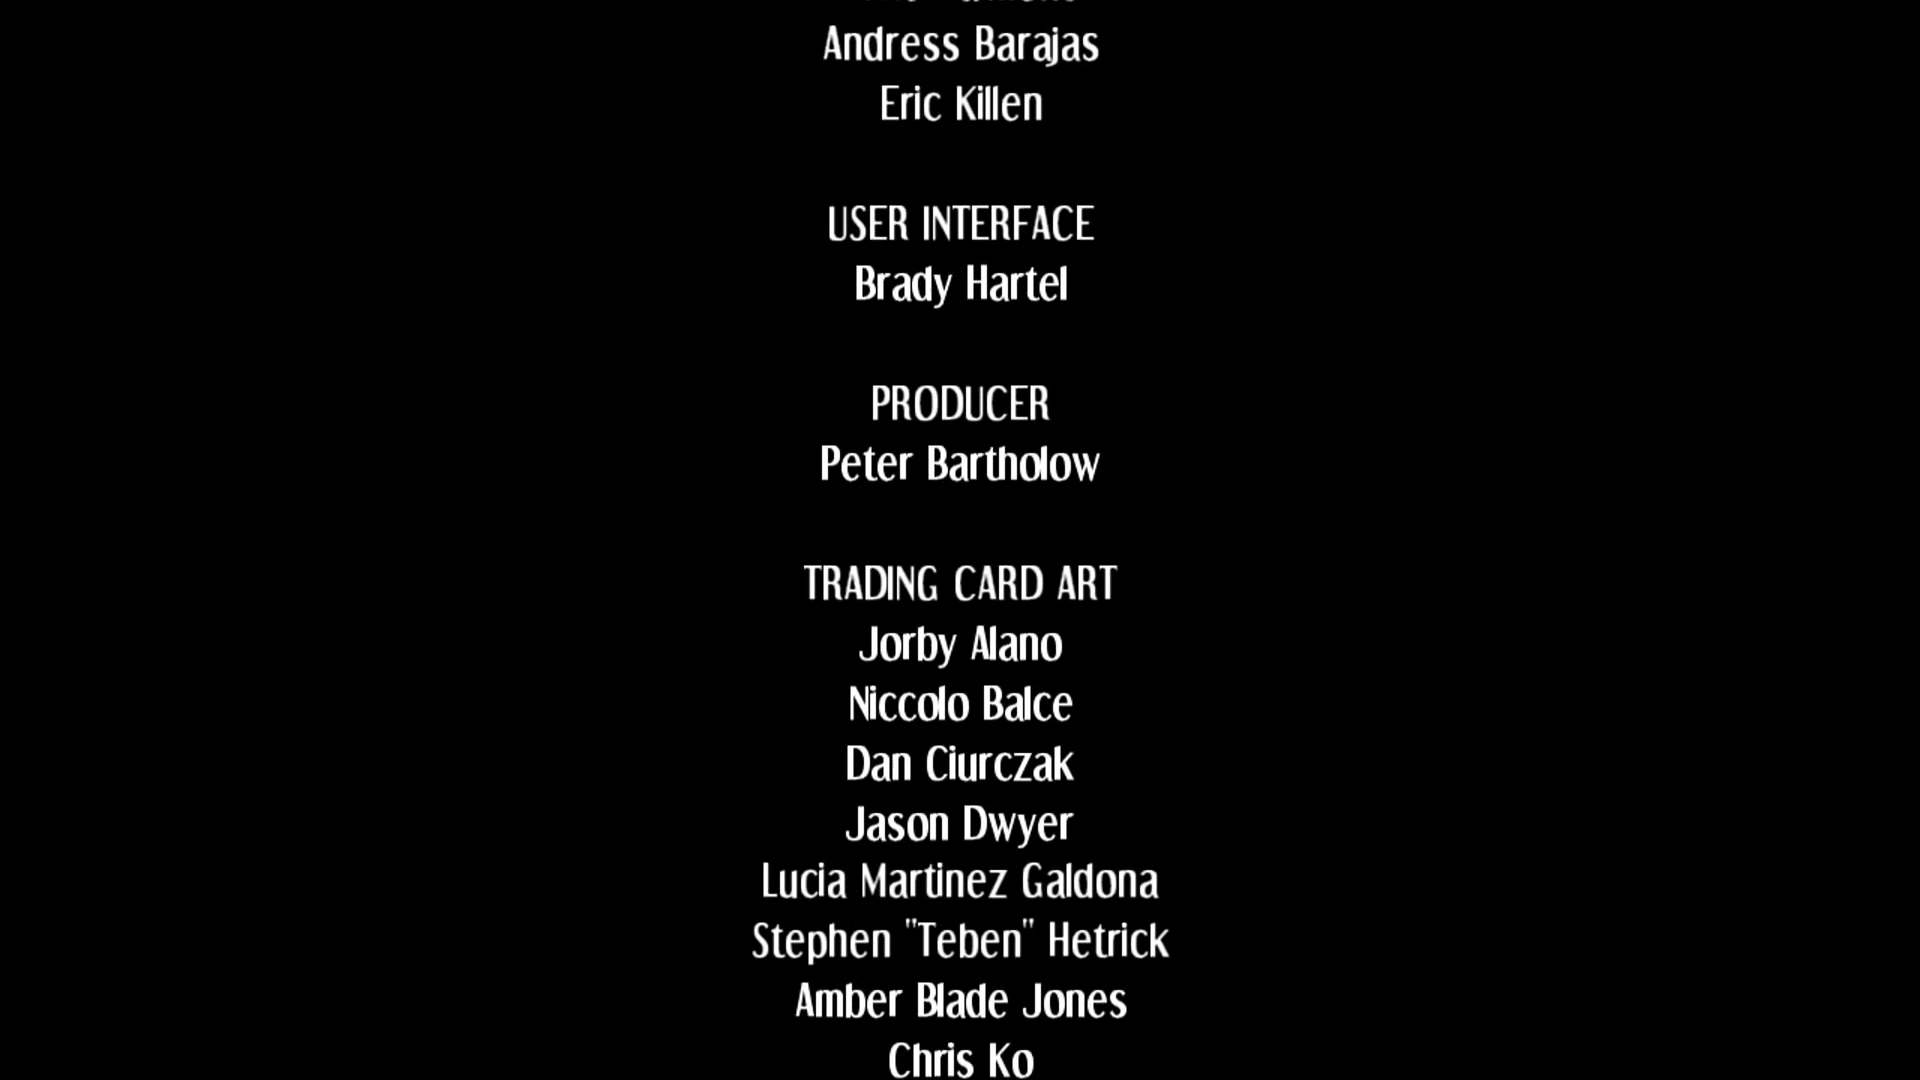 Andress Barajas
Eric Killen
USER INTERFACE
Brady Hartel
PRODUCER
Peter Bartholow
TRADING CARD ART
Jorby Alano
Niccolo Balce
Dan Ciurczak
Jason Dwyer
Lucia Martinez Galdona
Stephen "Teben" Hetrick
Amber Blade Jones
Chris Ko